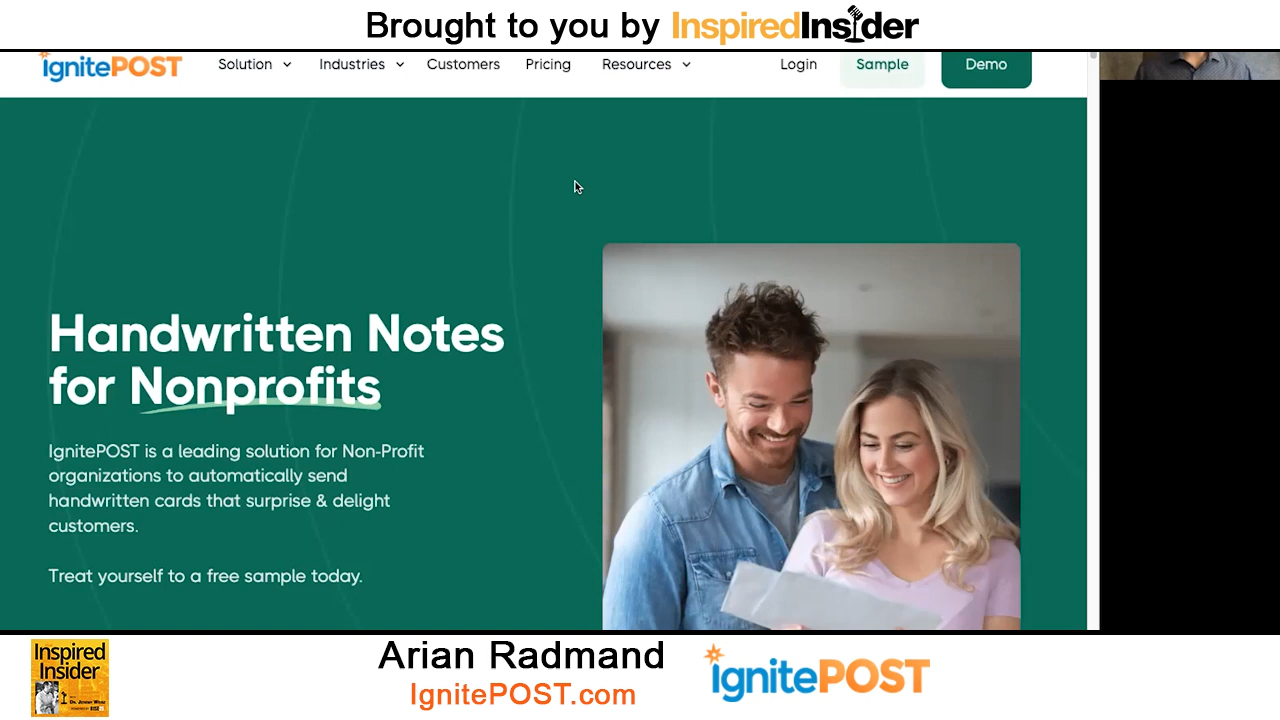 Brought to you by InspiredInsider
ignitePOST
Solution
Industries
Customers
Pricing
Resources
Login
Sample
Demo
Handwritten Notes
for Nonprofits
IgnitePOST is a leading solution for Non-Profit
organizations to automatically send
handwritten cards that surprise & delight
customers.
Treat yourself to a free sample today.
Inspired
Insider
Arian Radmand
IgnitePOST.com
ignitePOST